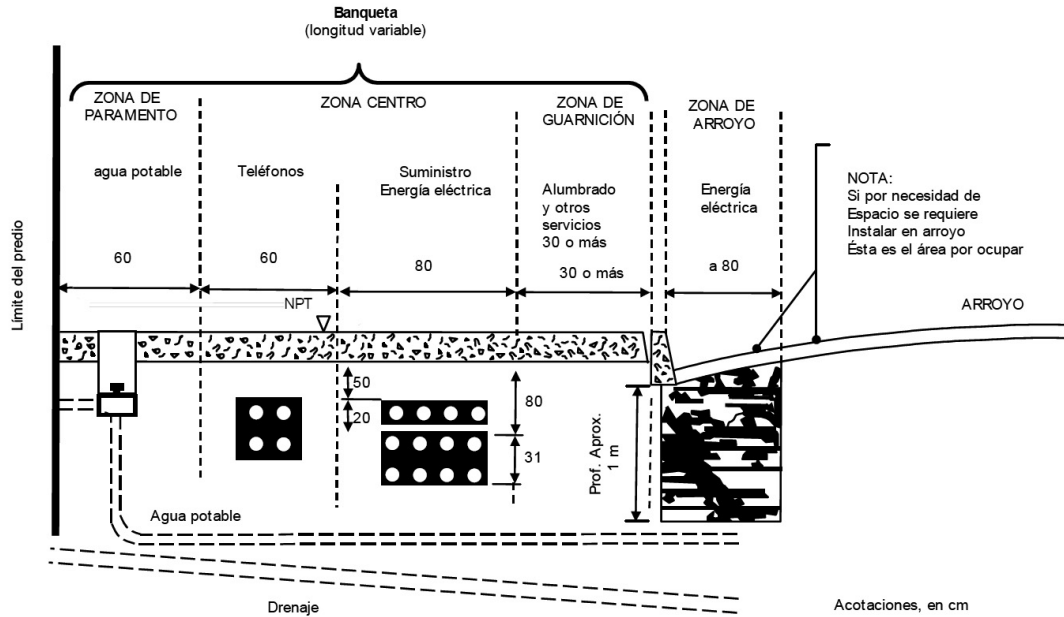 Banqueta
(longitud variable)
ZONA DE
PARAMENTO
ZONA CENTRO
ZONA DE
GUARNICIÓN
ZONA DE
ARROYO
agua potable
Teléfonos
Suministro
Energía eléctrica
Alumbrado
y otros
servicios
30 o más
Energía
eléctrica
NOTA:
Si por necesidad de
Espacio se requiere
Instalar en arroyo
Ésta es el área por ocupar
Límite del predio
60
60
80
30 o más
a 80
NPT
ARROYO
50
20
80
31
Prof. Aprox.
1 m
Agua potable
Drenaje
Acotaciones, en cm